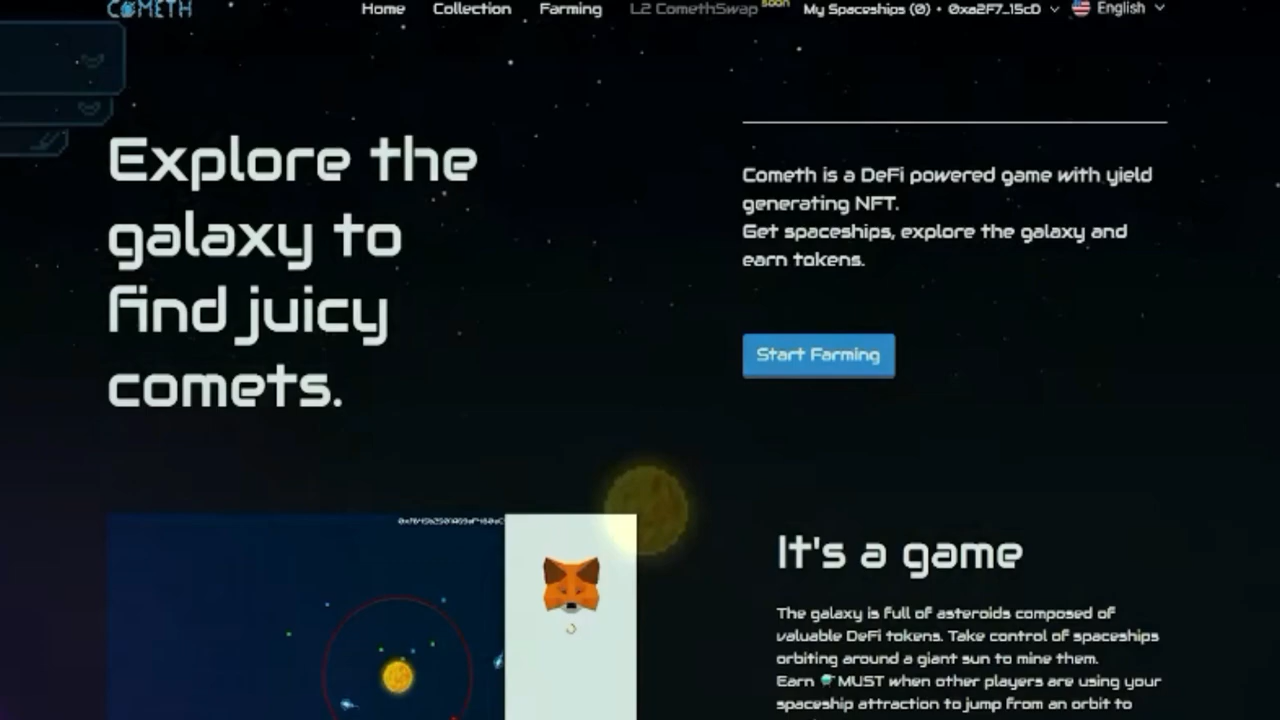 COMETH
Home Collection Farming L2 ComethSwap soon My Spaceships (0) • 0xa2F7_15cD English
Explore the
galaxy to
find juicy
comets.
Cometh is a DeFi powered game with yield
generating NFT.
Get spaceships, explore the galaxy and
earn tokens.
Start Farming
It's a game
The galaxy is full of asteroids composed of
valuable DeFi tokens. Take control of spaceships
orbiting around a giant sun to mine them.
Earn MUST when other players are using your
spaceship attraction to jump from an orbit to